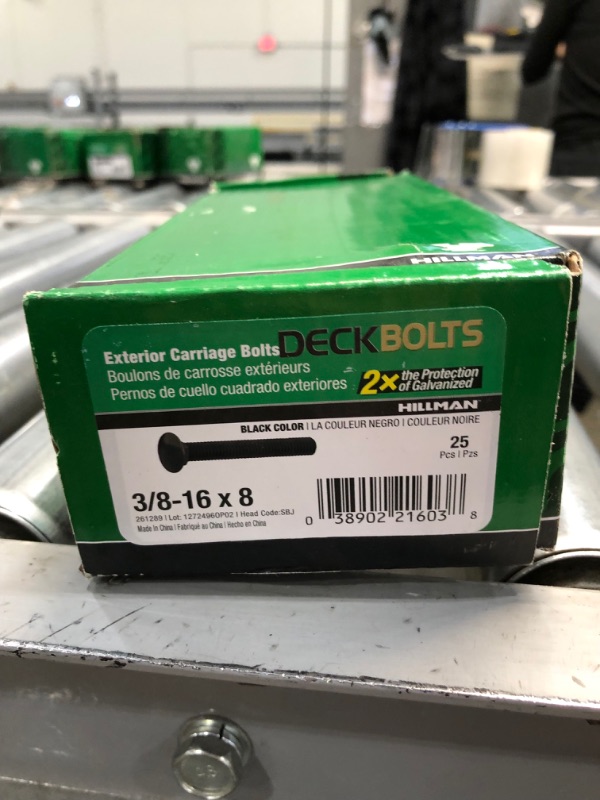 HILLMAN
DECKBOLTS
Exterior Carriage Bolts
Boulons de carrosse extérieurs
Pernos de cuello cuadrado exteriores
2x the Protection
of Galvanized
HILLMAN
BLACK COLOR | LA COULEUR NEGRO | COULEUR NOIRE
25
Pcs | Pzs
3/8-16 x 8
261289 | Lot: 12724960P02 | Head Code:SBJ
Made in China | Fabriqué au China | Hecho en China
0 38902 21603 8